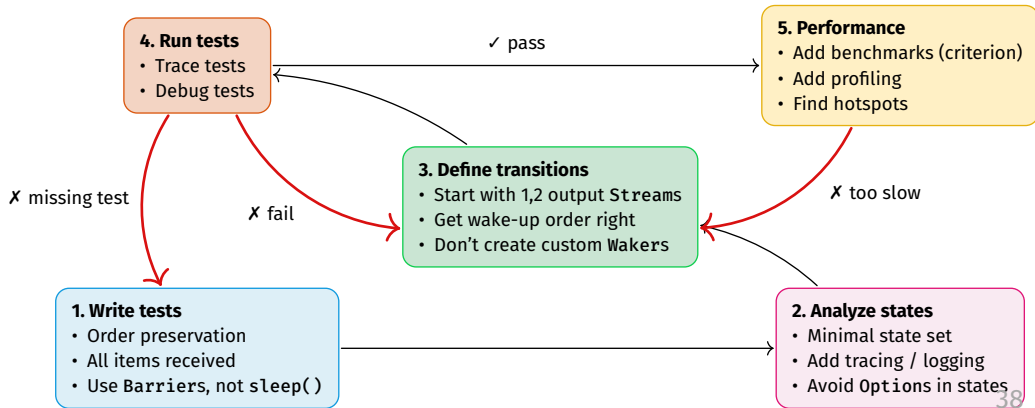 4. Run tests
• Trace tests
• Debug tests
✓ pass
5. Performance
• Add benchmarks (criterion)
• Add profiling
• Find hotspots
3. Define transitions
• Start with 1,2 output Streams
• Get wake-up order right
• Don't create custom Wakers
✗ missing test
✗ fail
✗ too slow
1. Write tests
• Order preservation
• All items received
• Use Barriers, not sleep()
2. Analyze states
• Minimal state set
• Add tracing / logging
• Avoid Options in states
38